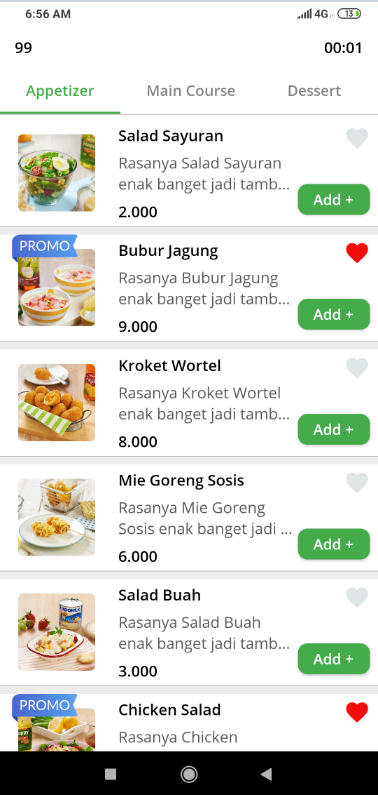 6:56 AM
4G
13
99
00:01
Appetizer
Main Course
Dessert
Salad Sayuran
Rasanya Salad Sayuran
enak banget jadi tamb...
Add +
2.000
PROMO
Bubur Jagung
Rasanya Bubur Jagung
enak banget jadi tamb...
Add +
9.000
Kroket Wortel
Rasanya Kroket Wortel
enak banget jadi tamb...
Add +
8.000
Mie Goreng Sosis
Rasanya Mie Goreng
Sosis enak banget jadi ...
Add +
6.000
Salad Buah
Rasanya Salad Buah
enak banget jadi tamb...
Add +
3.000
PROMO
Chicken Salad
Rasanya Chicken